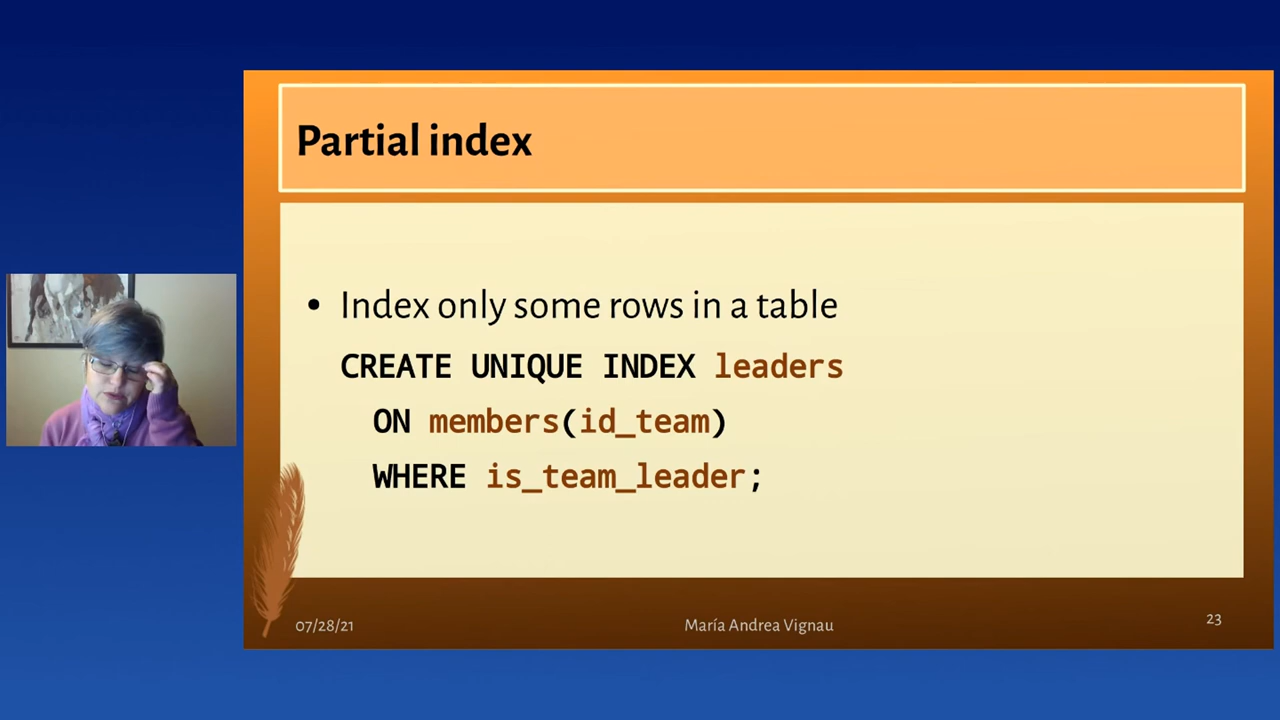 Partial index
• Index only some rows in a table
CREATE UNIQUE INDEX leaders
ON members(id_team)
WHERE is_team_leader;
07/28/21
María Andrea Vignau
23